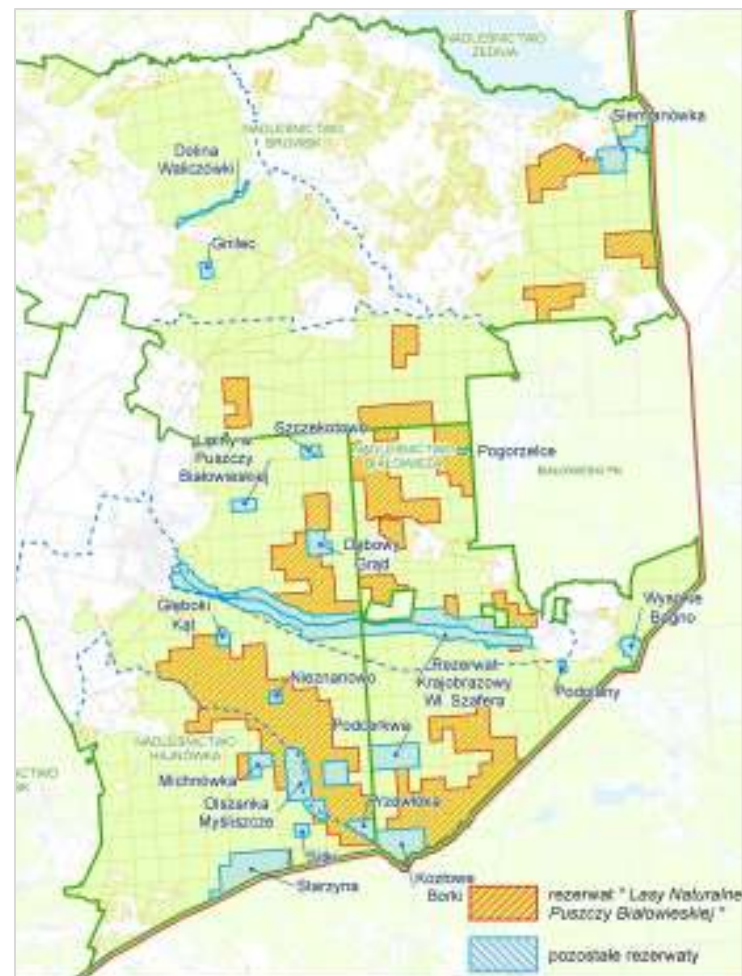 NADLEŚNICTWO
Siemianówka
NADLEŚNICTWO
BROWSK
Dolina
Waliczówki
Gnilec
Szczekotowo
Lasy w
Puszczy
Białowieskiej
NADLEŚNICTWO
BIAŁOWIEŻA
Pogorzelce
BIAŁOWIESKI PN
Dębowy
Grąd
Głęboki
Kąt
Wysokie
Bagno
Nieznanowo
Rezerwat
Krajobrazowy
Wł. Szafera
Podolany
Podcerkwa
NADLEŚNICTWO
HAJNÓWKA
Michnówka
Olszanka
Myśliszcze
Przewłoka
Sitki
Starzyna
Kozłowe
Borki
rezerwat " Lasy Naturalne
Puszczy Białowieskiej "
pozostałe rezerwaty